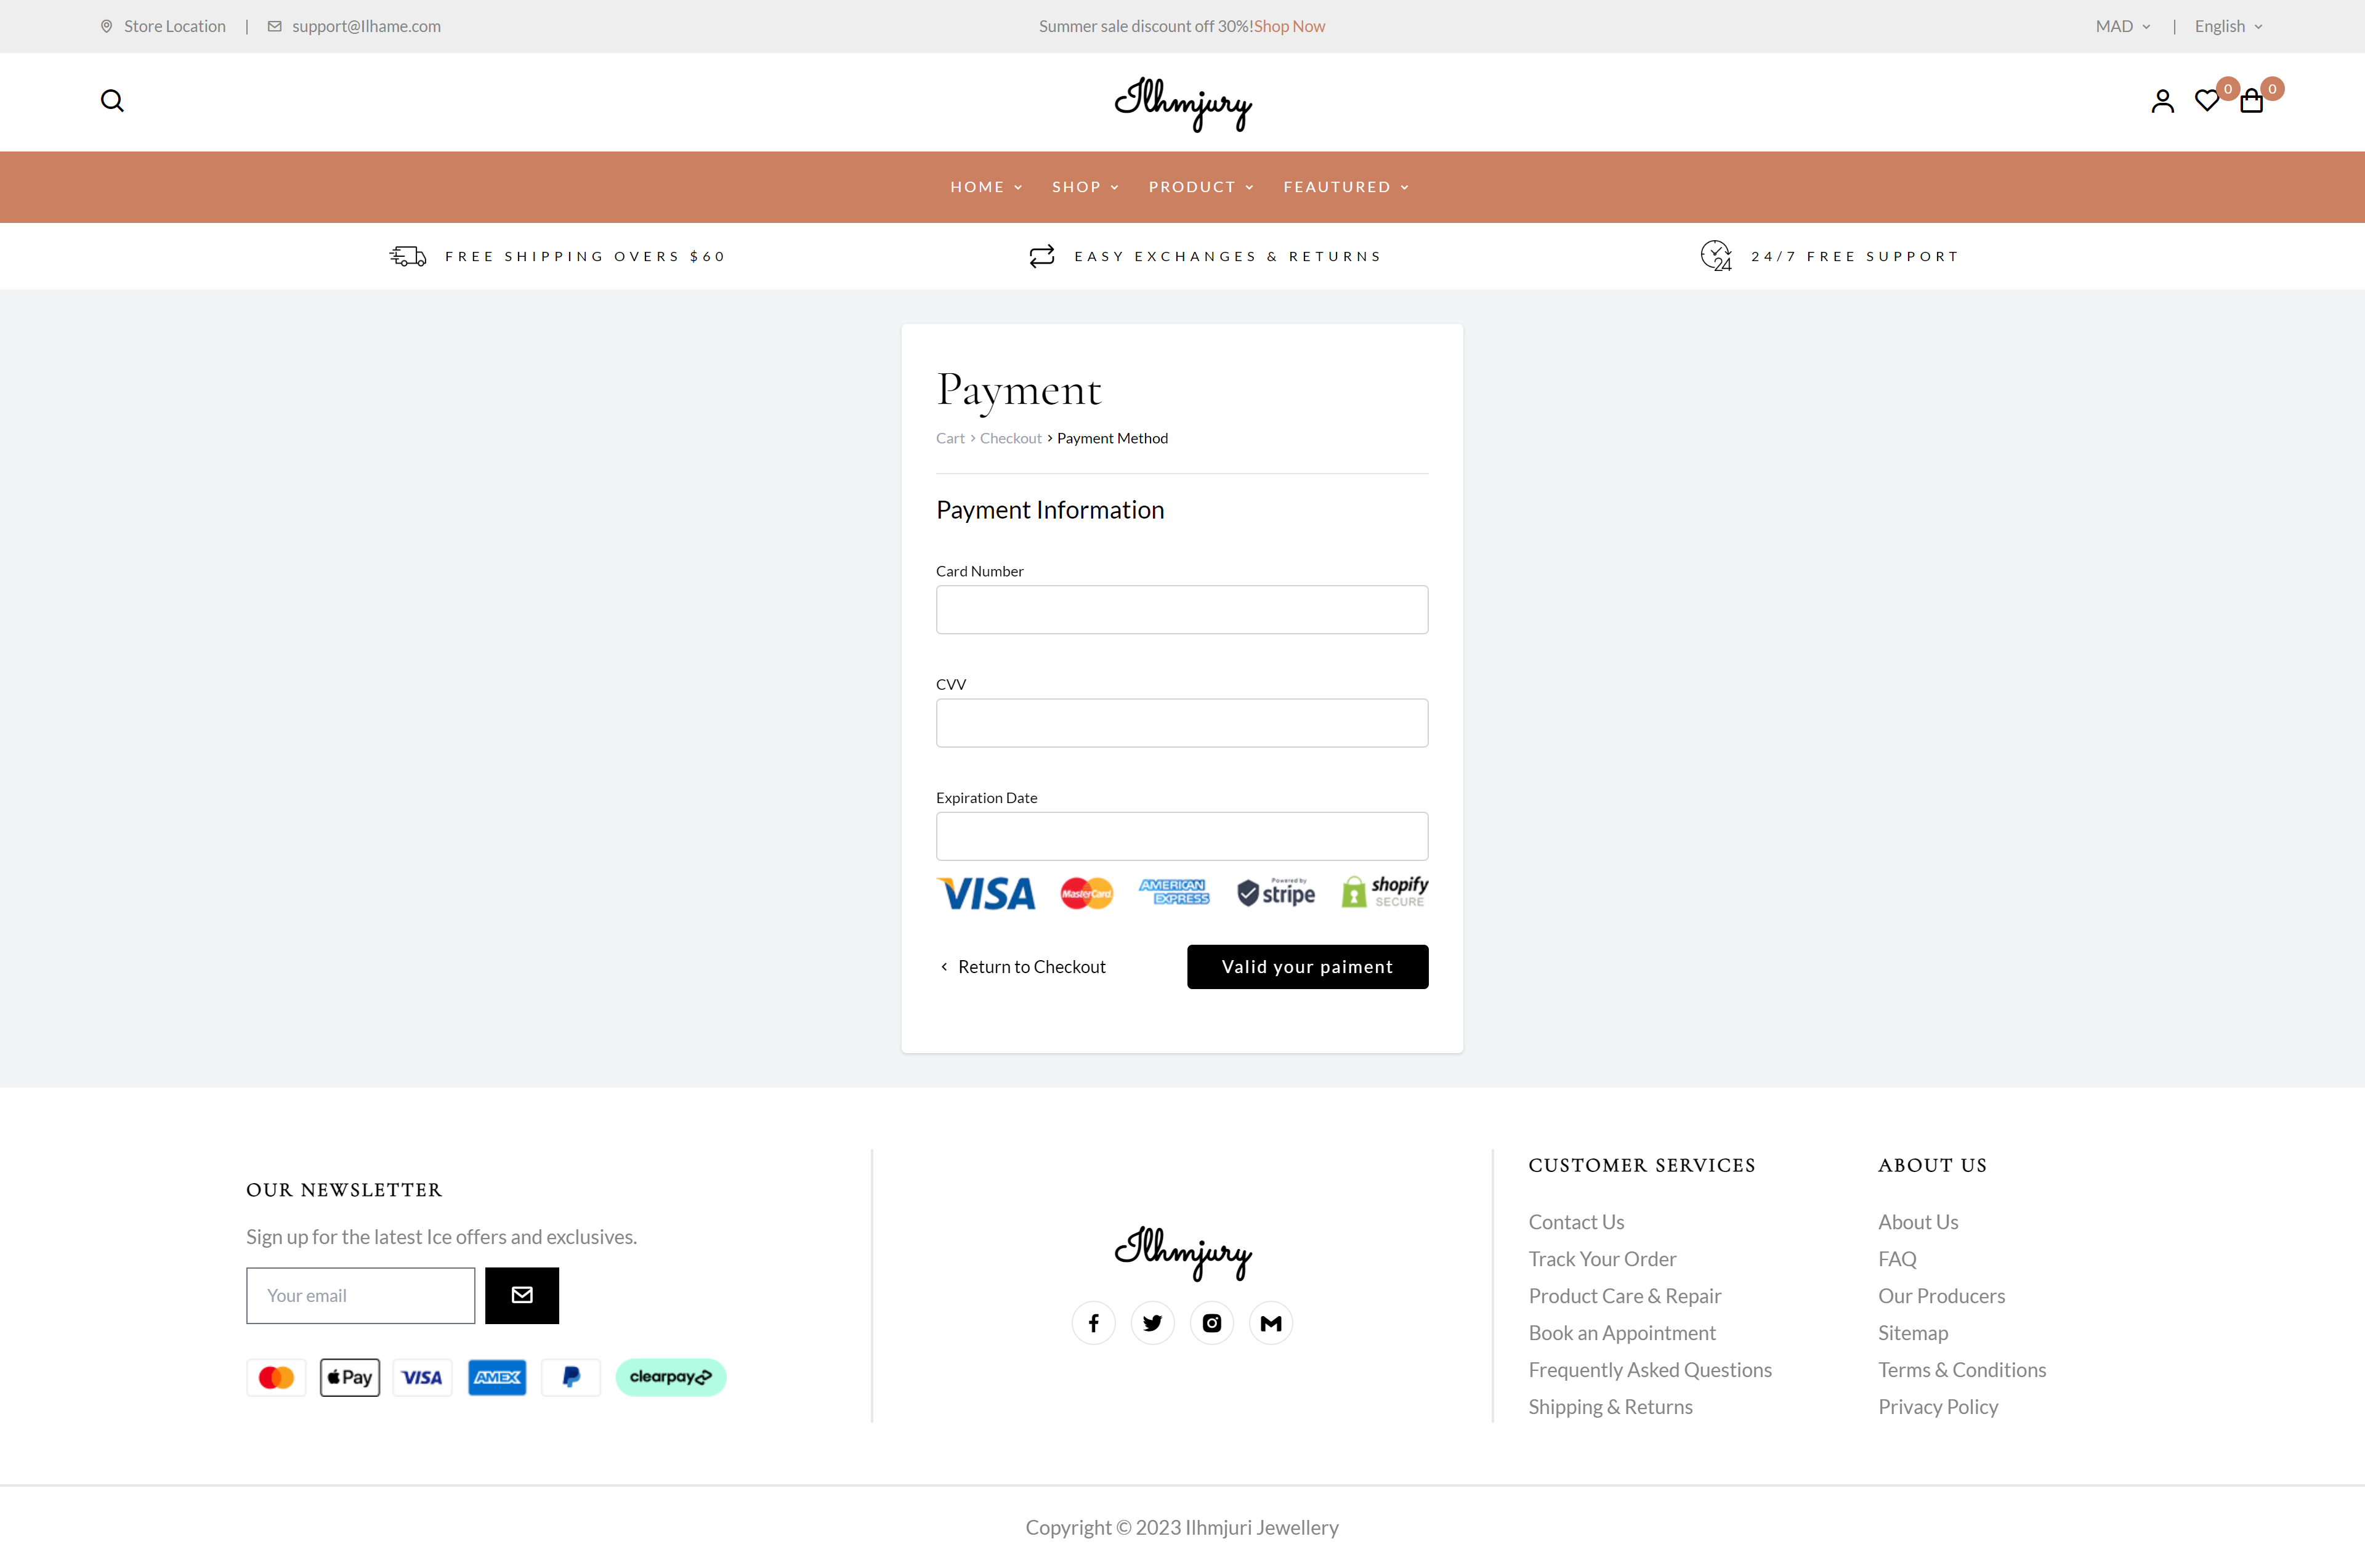 Store Location | support@Ilhame.com
Summer sale discount off 30%!Shop Now
MAD | English
Ilhmjury
0
0
HOME SHOP PRODUCT FEAUTURED
FREE SHIPPING OVERS $60
EASY EXCHANGES & RETURNS
24
24/7 FREE SUPPORT
Payment
Cart > Checkout > Payment Method
Payment Information
Card Number
CVV
Expiration Date
VISA
MasterCard
AMERICAN EXPRESS
Powered by stripe
shopify SECURE
Return to Checkout
Valid your paiment
OUR NEWSLETTER
Sign up for the latest Ice offers and exclusives.
Your email
Pay
VISA
AMEX
clearpay
Ilhmjury
CUSTOMER SERVICES
Contact Us
Track Your Order
Product Care & Repair
Book an Appointment
Frequently Asked Questions
Shipping & Returns
ABOUT US
About Us
FAQ
Our Producers
Sitemap
Terms & Conditions
Privacy Policy
Copyright © 2023 Ilhmjuri Jewellery